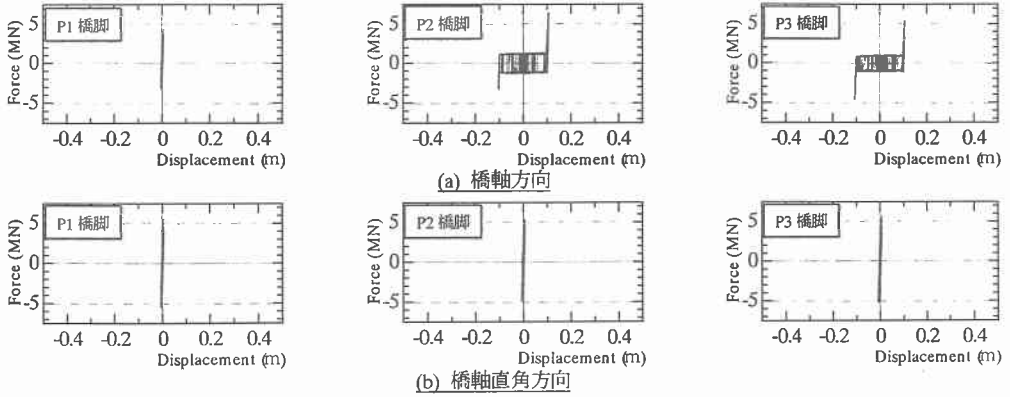 P1 橋脚
P2 橋脚
P3 橋脚
Force (MN)
5
0
-5
-0.4 -0.2 0 0.2 0.4
Displacement (m)
Force (MN)
5
0
-5
-0.4 -0.2 0 0.2 0.4
Displacement (m)
Force (MN)
5
0
-5
-0.4 -0.2 0 0.2 0.4
Displacement (m)
(a) 橋軸方向
P1 橋脚
P2 橋脚
P3 橋脚
Force (MN)
5
0
-5
-0.4 -0.2 0 0.2 0.4
Displacement (m)
Force (MN)
5
0
-5
-0.4 -0.2 0 0.2 0.4
Displacement (m)
Force (MN)
5
0
-5
-0.4 -0.2 0 0.2 0.4
Displacement (m)
(b) 橋軸直角方向